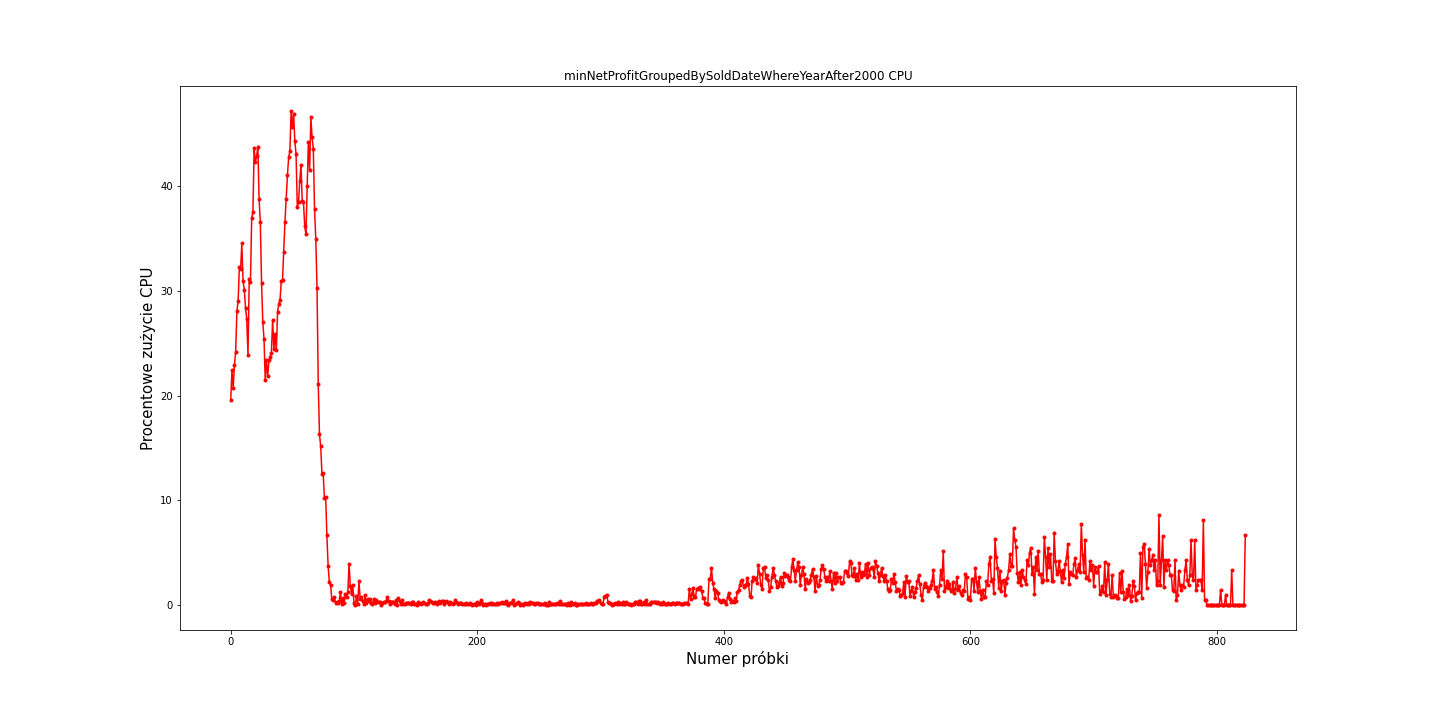 minNetProfitGroupedBySoldDateWhereYearAfter2000 CPU
Procentowe zużycie CPU
40
30
20
10
0
0 200 400 600 800
Numer próbki